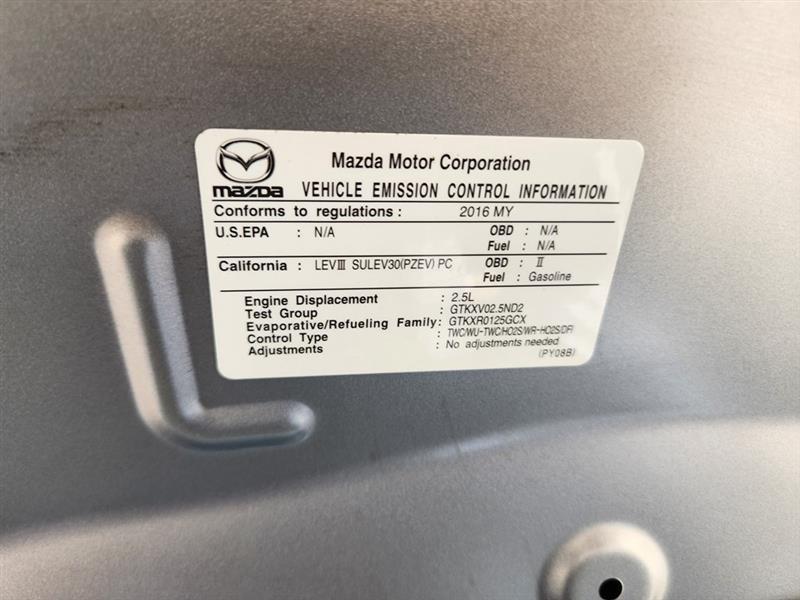 Mazda Motor Corporation
mazda VEHICLE EMISSION CONTROL INFORMATION
Conforms to regulations : 2016 MY
U.S.EPA : N/A OBD : N/A
Fuel : N/A
California : LEVⅢ SULEV30(PZEV) PC OBD : Ⅱ
Fuel : Gasoline
Engine Displacement : 2.5L
Test Group : GTKXV02.5ND2
Evaporative/Refueling Family: GTKXR0125GCX
Control Type : TWC/WU-TWC/HO2S/WR-HO2S/DFI
Adjustments : No adjustments needed
(PY08B)